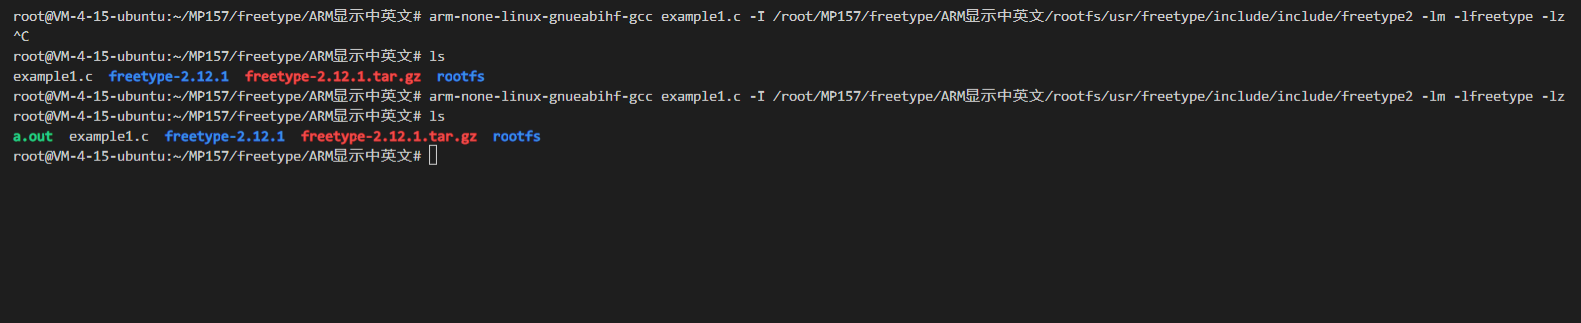 root@VM-4-15-ubuntu:~/MP157/freetype/ARM显示中英文# arm-none-linux-gnueabihf-gcc example1.c -I /root/MP157/freetype/ARM显示中英文/rootfs/usr/freetype/include/include/freetype2 -lm -lfreetype -lz
^C
root@VM-4-15-ubuntu:~/MP157/freetype/ARM显示中英文# ls
example1.c  freetype-2.12.1  freetype-2.12.1.tar.gz  rootfs
root@VM-4-15-ubuntu:~/MP157/freetype/ARM显示中英文# arm-none-linux-gnueabihf-gcc example1.c -I /root/MP157/freetype/ARM显示中英文/rootfs/usr/freetype/include/include/freetype2 -lm -lfreetype -lz
root@VM-4-15-ubuntu:~/MP157/freetype/ARM显示中英文# ls
a.out  example1.c  freetype-2.12.1  freetype-2.12.1.tar.gz  rootfs
root@VM-4-15-ubuntu:~/MP157/freetype/ARM显示中英文#